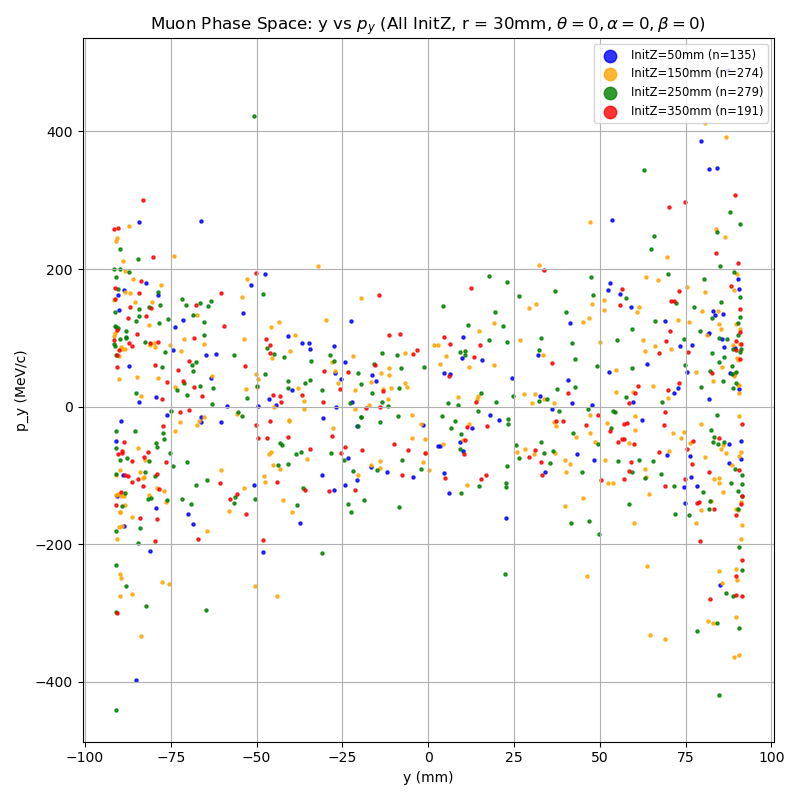 Muon Phase Space: y vs $p_y$ (All InitZ, r = 30mm, θ = 0, α = 0, β = 0)
InitZ=50mm (n=135)
InitZ=150mm (n=274)
InitZ=250mm (n=279)
InitZ=350mm (n=191)
400
200
0
−200
−400
p_y (MeV/c)
−100 −75 −50 −25 0 25 50 75 100
y (mm)